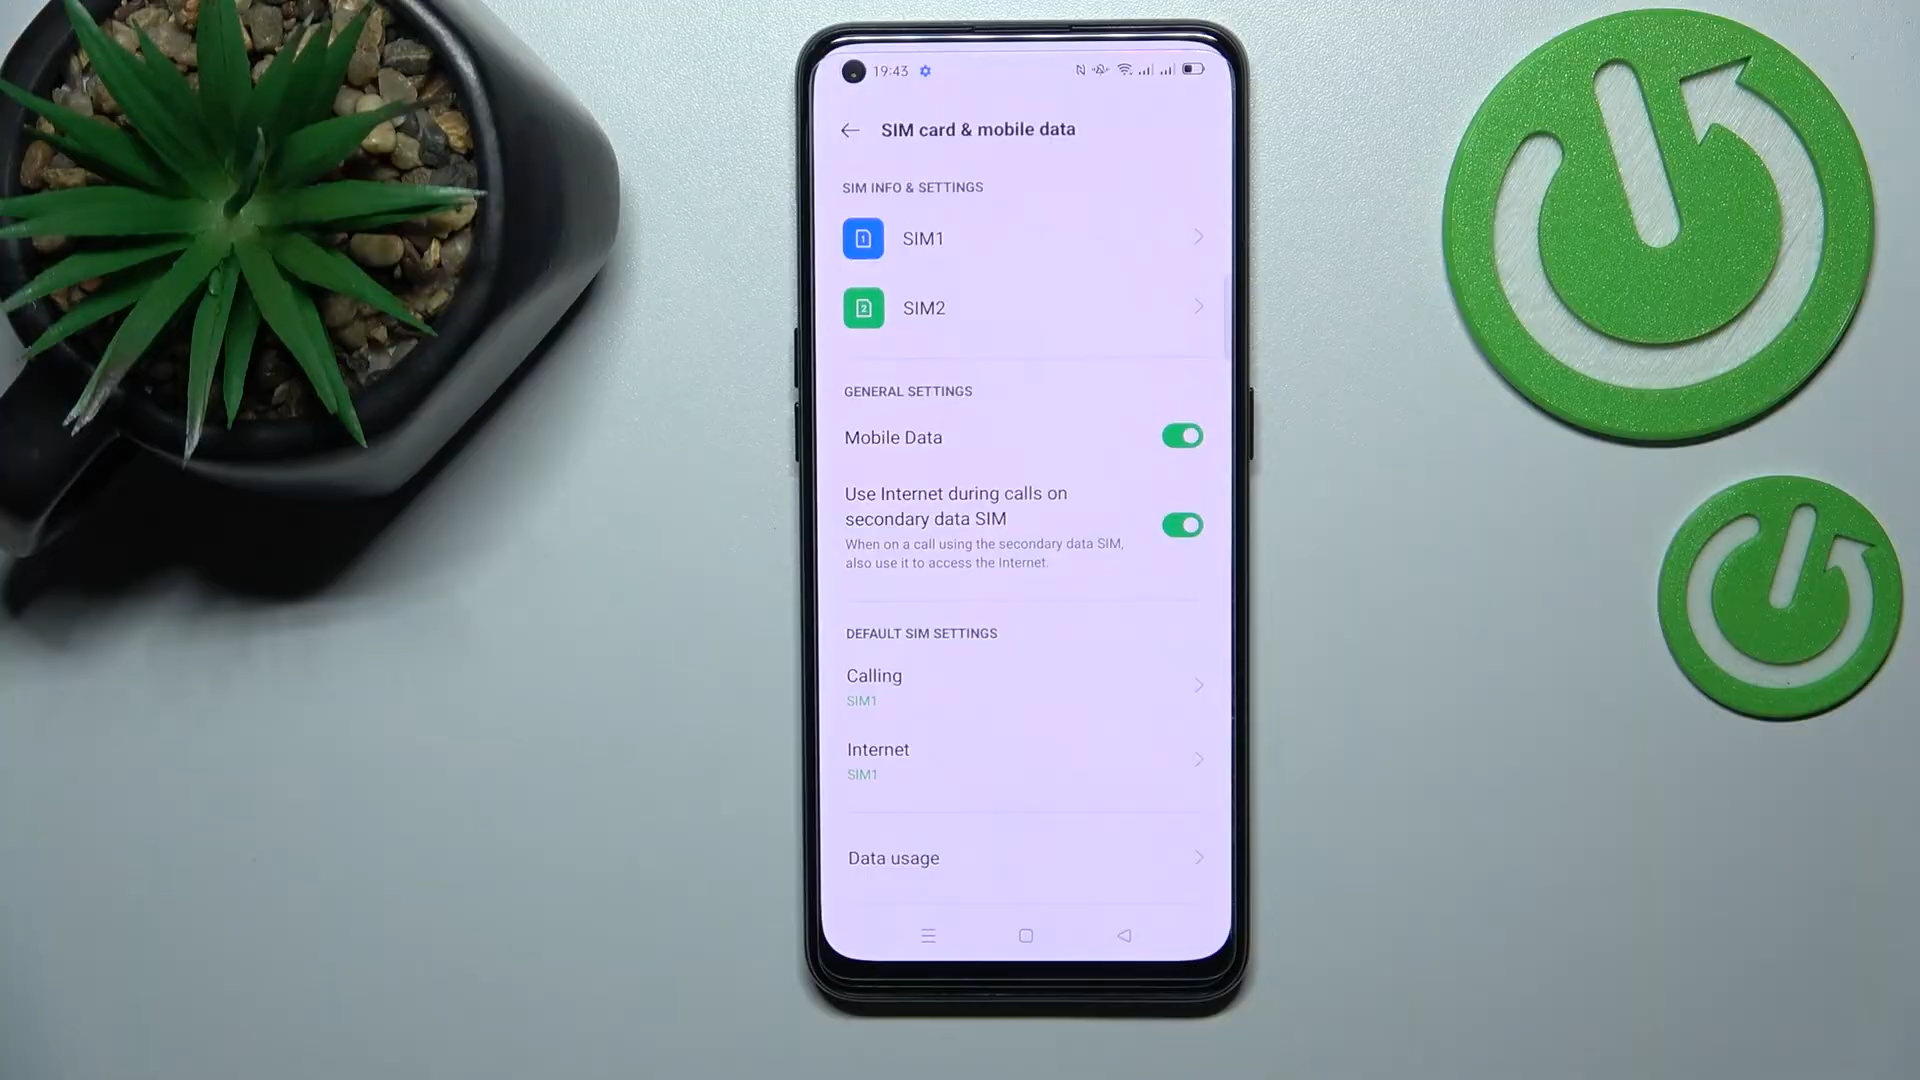 19:43
SIM card & mobile data
SIM INFO & SETTINGS
1
SIM1
2
SIM2
GENERAL SETTINGS
Mobile Data
Use Internet during calls on
secondary data SIM
When on a call using the secondary data SIM,
also use it to access the Internet.
DEFAULT SIM SETTINGS
Calling
SIM1
Internet
SIM1
Data usage